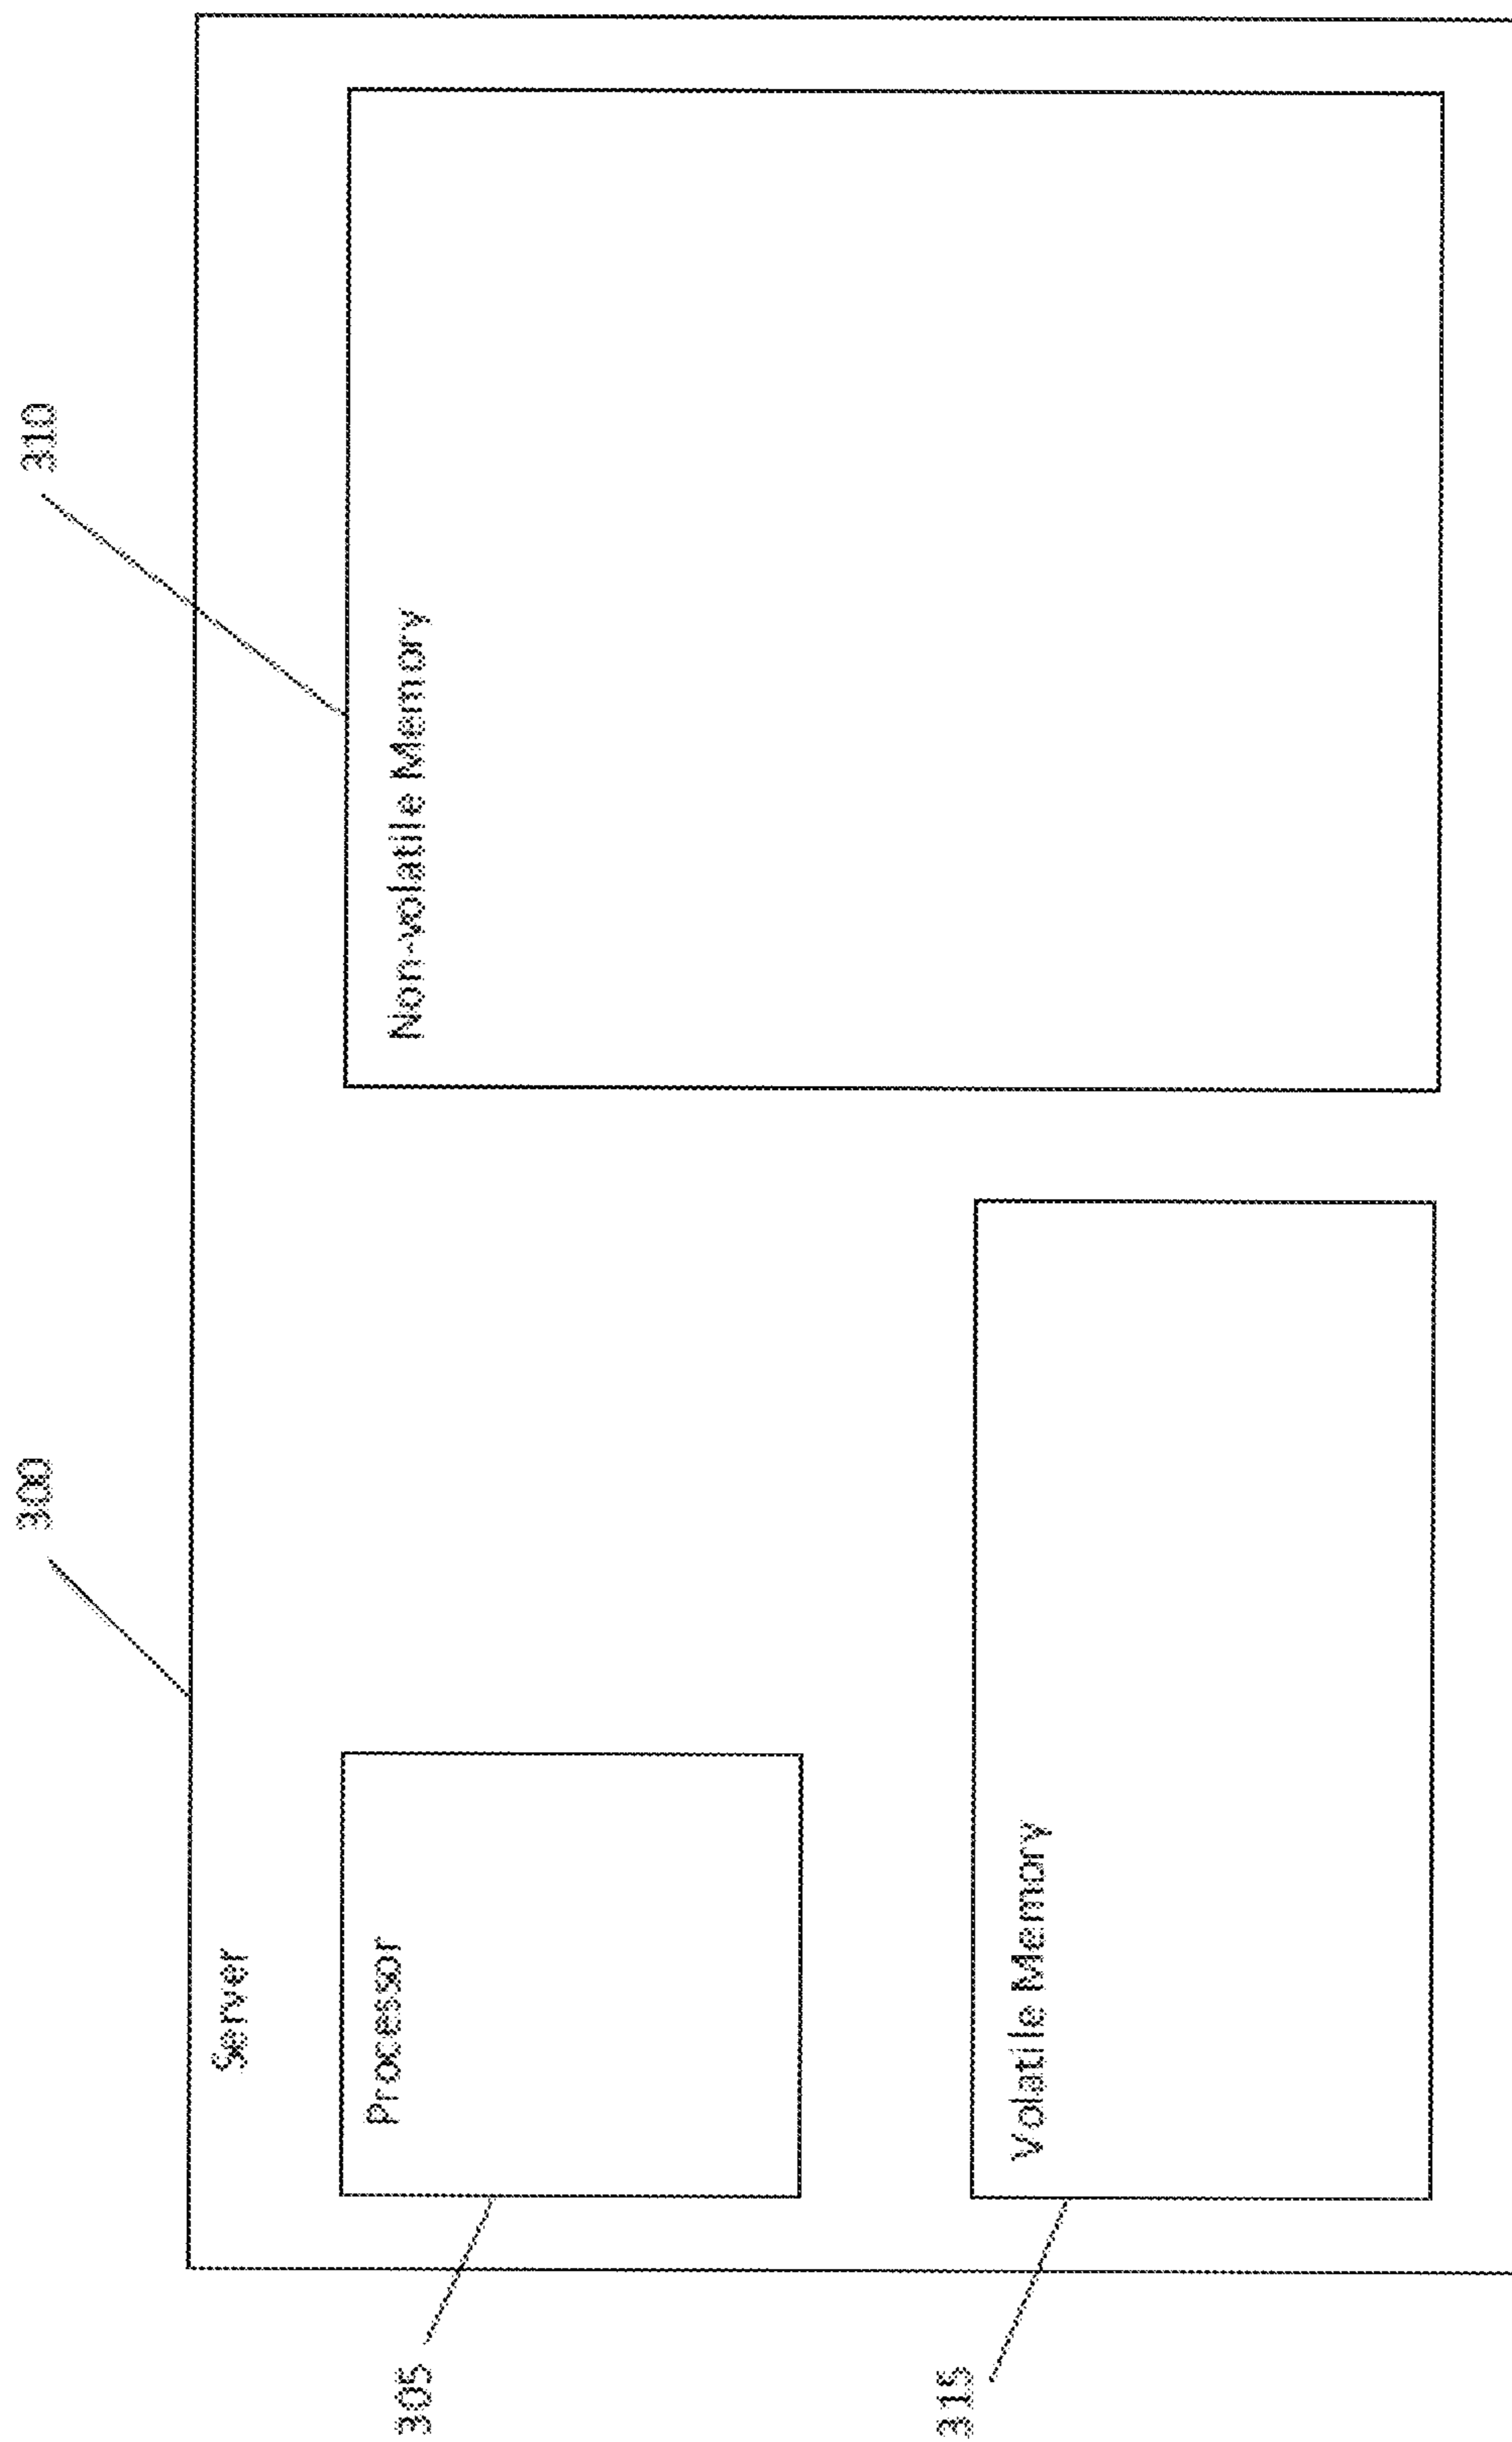 300
310
Server
305
Processor
Non-volatile Memory
315
Volatile Memory